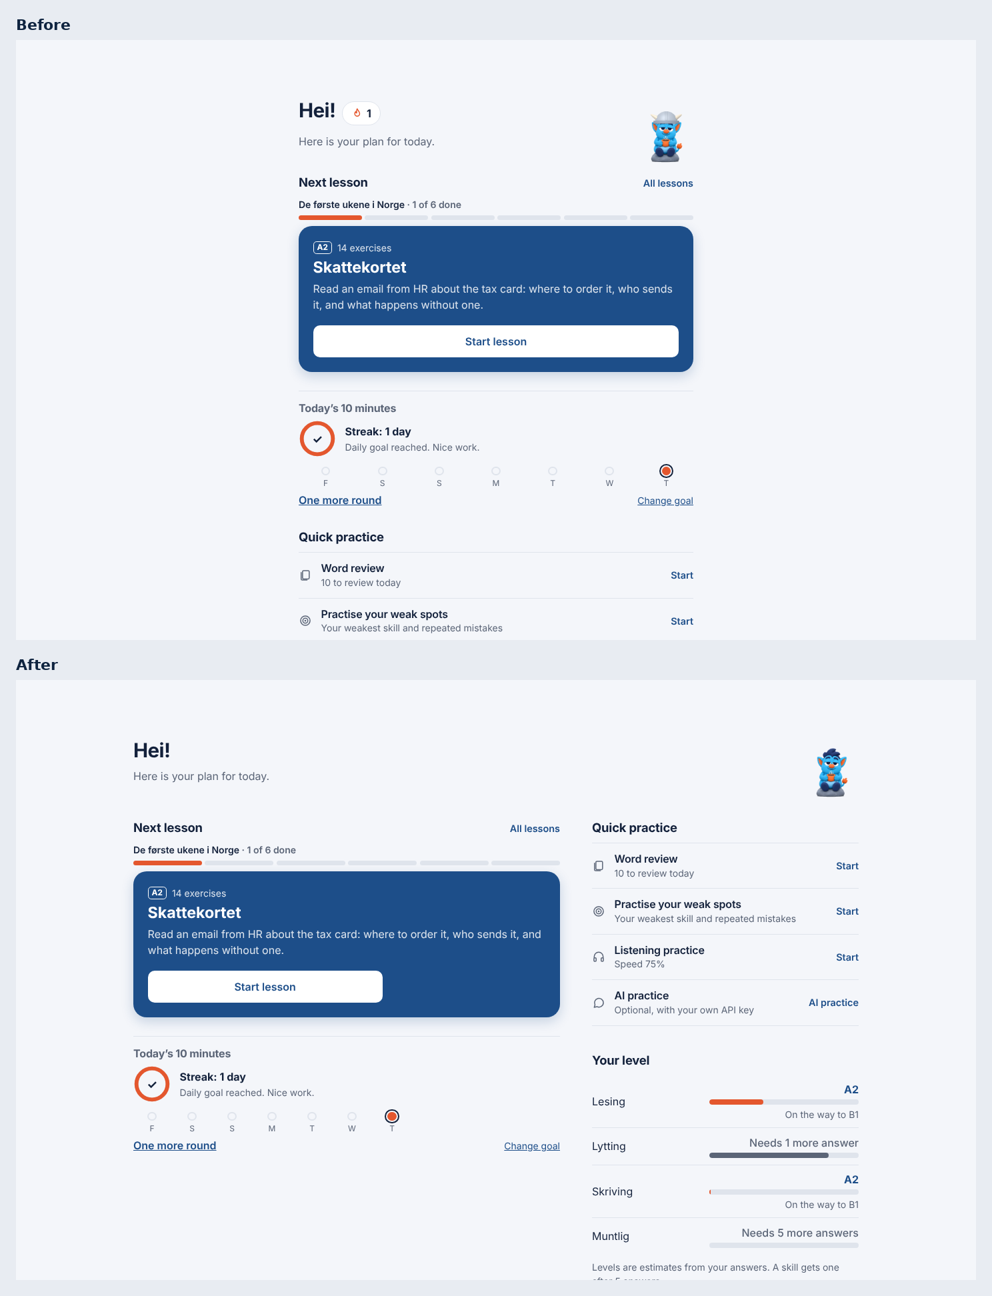 Before
Hei! 1
Here is your plan for today.
Next lesson
All lessons
De første ukene i Norge · 1 of 6 done
A2 14 exercises
Skattekortet
Read an email from HR about the tax card: where to order it, who sends
it, and what happens without one.
Start lesson
Today's 10 minutes
Streak: 1 day
Daily goal reached. Nice work.
F S S M T W T
One more round
Change goal
Quick practice
Word review
10 to review today
Start
Practise your weak spots
Your weakest skill and repeated mistakes
Start
After
Hei!
Here is your plan for today.
Next lesson
All lessons
De første ukene i Norge · 1 of 6 done
A2 14 exercises
Skattekortet
Read an email from HR about the tax card: where to order it, who sends it, and
what happens without one.
Start lesson
Today's 10 minutes
Streak: 1 day
Daily goal reached. Nice work.
F S S M T W T
One more round
Change goal
Quick practice
Word review
10 to review today
Start
Practise your weak spots
Your weakest skill and repeated mistakes
Start
Listening practice
Speed 75%
Start
AI practice
Optional, with your own API key
AI practice
Your level
Lesing
A2
On the way to B1
Lytting
Needs 1 more answer
Skriving
A2
On the way to B1
Muntlig
Needs 5 more answers
Levels are estimates from your answers. A skill gets one
after 5 answers